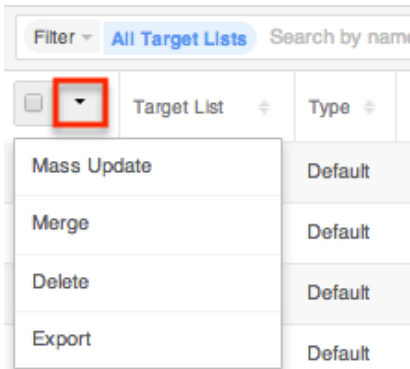 Filter All Target Lists Search by name
Target List Type
Mass Update Default
Merge Default
Delete Default
Export Default